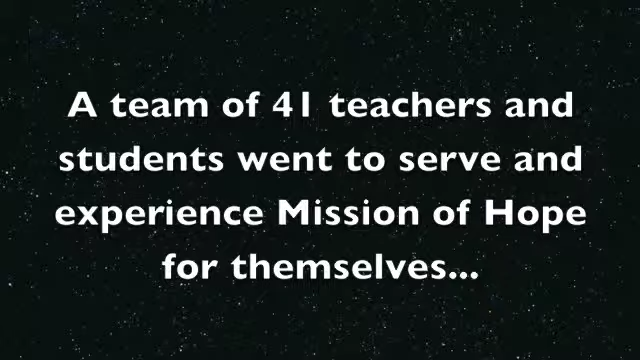 A team of 41 teachers and
students went to serve and
experience Mission of Hope
for themselves...